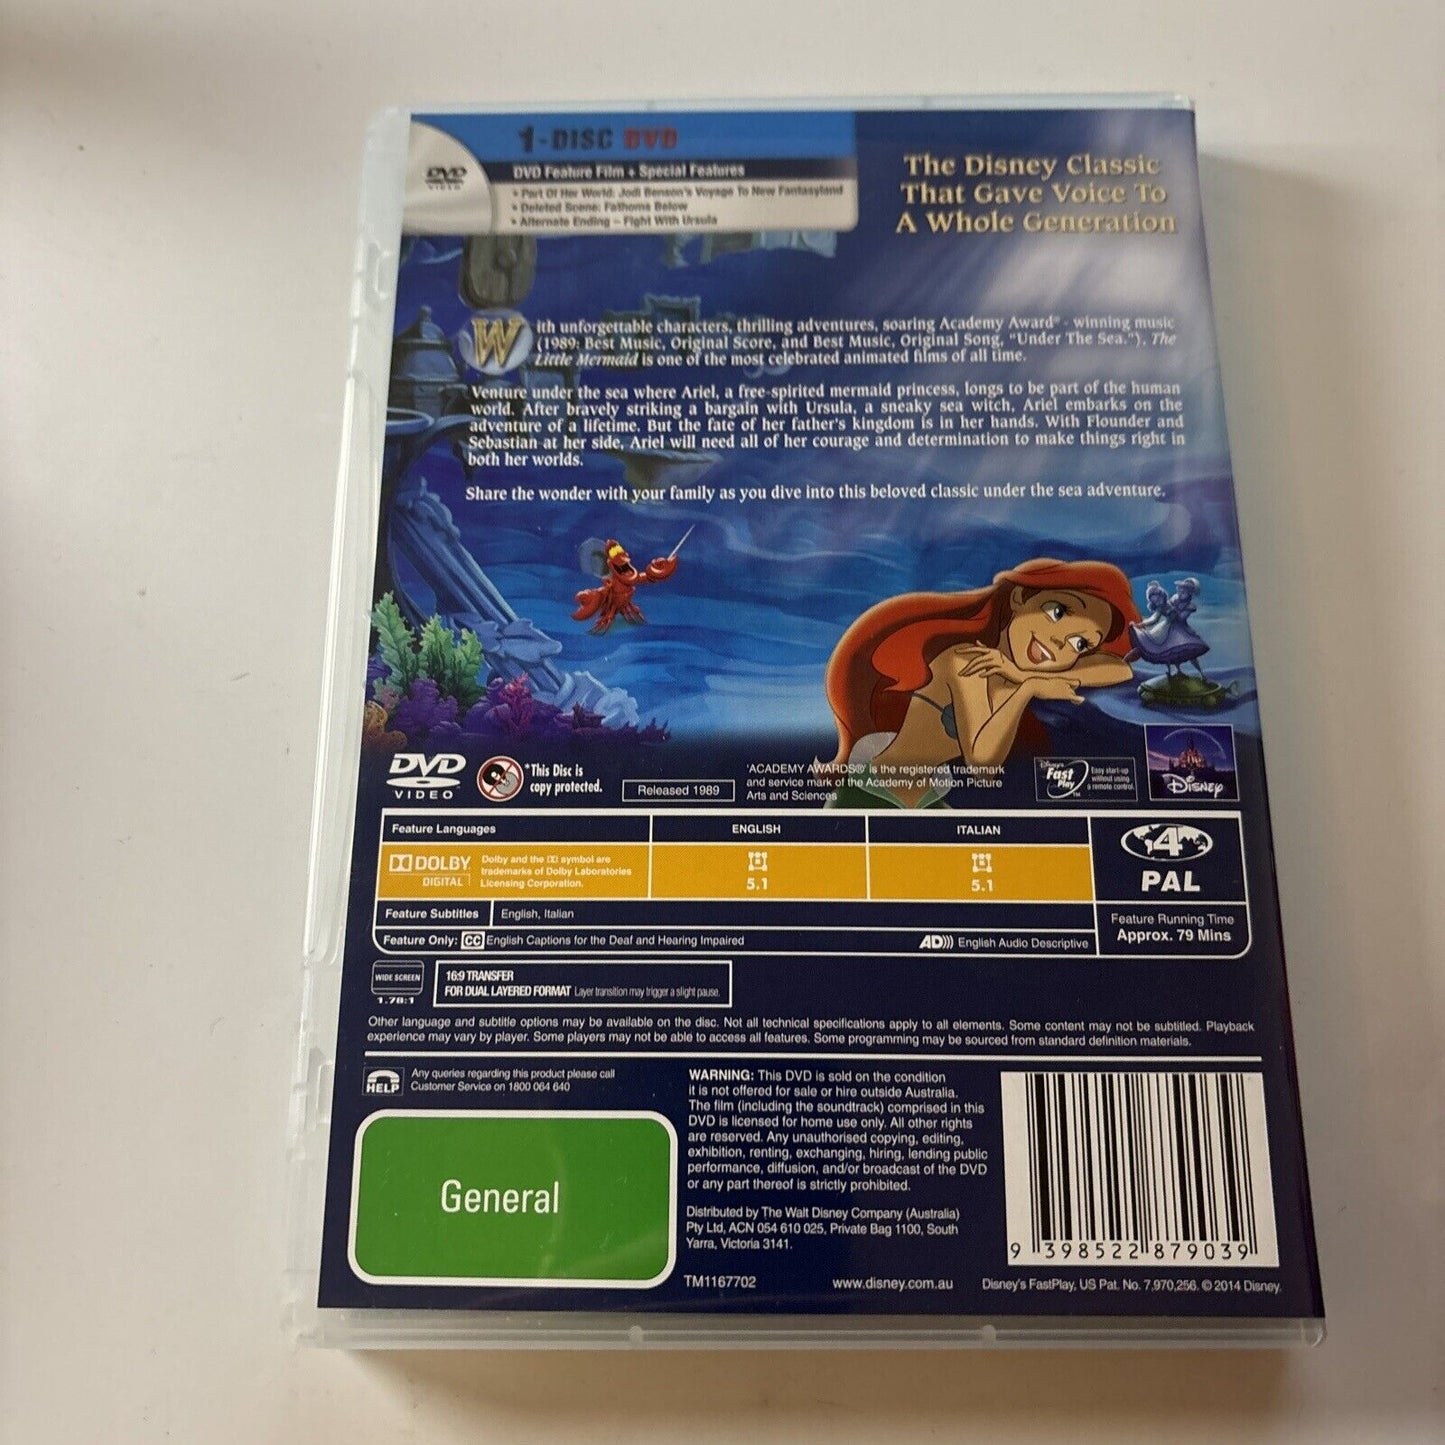 DVD
VIDEO
1-DISC DVD
DVD Feature Film + Special Features
• Part Of Her World: Jodi Benson's Voyage To New Fantasyland
• Deleted Scene: Fathoms Below
• Alternate Ending – Fight With Ursula
The Disney Classic
That Gave Voice To
A Whole Generation
With unforgettable characters, thrilling adventures, soaring Academy Award® - winning music
(1989: Best Music, Original Score, and Best Music, Original Song, "Under The Sea."), The
Little Mermaid is one of the most celebrated animated films of all time.
Venture under the sea where Ariel, a free-spirited mermaid princess, longs to be part of the human
world. After bravely striking a bargain with Ursula, a sneaky sea witch, Ariel embarks on the
adventure of a lifetime. But the fate of her father's kingdom is in her hands. With Flounder and
Sebastian at her side, Ariel will need all of her courage and determination to make things right in
both her worlds.
Share the wonder with your family as you dive into this beloved classic under the sea adventure.
DVD
VIDEO
*This Disc is
copy protected.
Released 1989
'ACADEMY AWARDS®' is the registered trademark
and service mark of the Academy of Motion Picture
Arts and Sciences
Disney's
Fast
Play
TM
Easy start-up
without using
a remote control.
Disney
Feature Languages
ENGLISH
ITALIAN
DOLBY
DIGITAL
Dolby and the DD symbol are
trademarks of Dolby Laboratories
Licensing Corporation.
5.1
5.1
4
PAL
Feature Subtitles
English, Italian
Feature Running Time
Approx. 79 Mins
Feature Only: CC English Captions for the Deaf and Hearing Impaired
AD))) English Audio Descriptive
WIDE SCREEN
1.78:1
16:9 TRANSFER
FOR DUAL LAYERED FORMAT Layer transition may trigger a slight pause.
Other language and subtitle options may be available on the disc. Not all technical specifications apply to all elements. Some content may not be subtitled. Playback
experience may vary by player. Some players may not be able to access all features. Some programming may be sourced from standard definition materials.
HELP
Any queries regarding this product please call
Customer Service on 1800 064 640
General
WARNING: This DVD is sold on the condition
it is not offered for sale or hire outside Australia.
The film (including the soundtrack) comprised in this
DVD is licensed for home use only. All other rights
are reserved. Any unauthorised copying, editing,
exhibition, renting, exchanging, hiring, lending public
performance, diffusion, and/or broadcast of the DVD
or any part thereof is strictly prohibited.
Distributed by The Walt Disney Company (Australia)
Pty Ltd, ACN 054 610 025, Private Bag 1100, South
Yarra, Victoria 3141.
9 398522 879039
TM1167702
www.disney.com.au
Disney's FastPlay, US Pat. No. 7,970,256. © 2014 Disney.